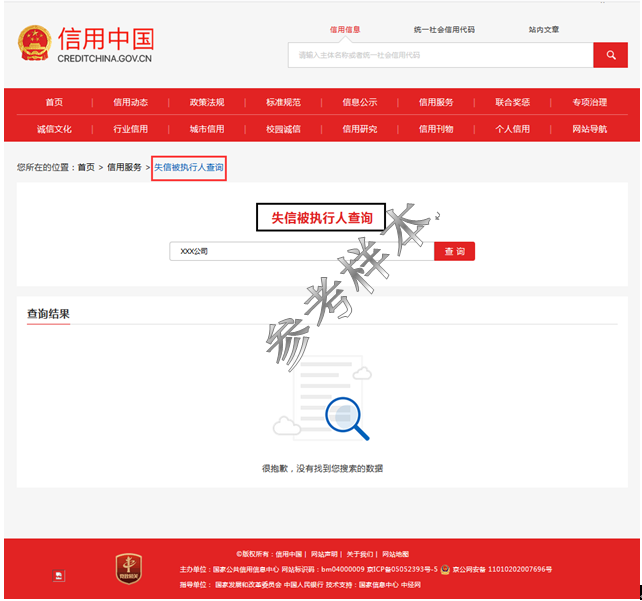 信用中国
CREDITCHINA.GOV.CN
信用信息 统一社会信用代码 站内文章
请输入主体名称或者统一社会信用代码
首页 | 信用动态 | 政策法规 | 标准规范 | 信息公示 | 信用服务 | 联合奖惩 | 专项治理
诚信文化 | 行业信用 | 城市信用 | 校园诚信 | 信用研究 | 信用刊物 | 个人信用 | 网站导航
您所在的位置：首页 > 信用服务 > 失信被执行人查询
失信被执行人查询
XXX公司 查 询
参考样本
查询结果
很抱歉，没有找到您搜索的数据
©版权所有：信用中国 | 网站声明 | 关于我们 | 网站地图
主办单位：国家公共信用信息中心 网站标识码：bm04000009 京ICP备05052393号-5 京公网安备 11010202007696号
指导单位： 国家发展和改革委员会 中国人民银行 技术支持：国家信息中心 中经网
党政机关